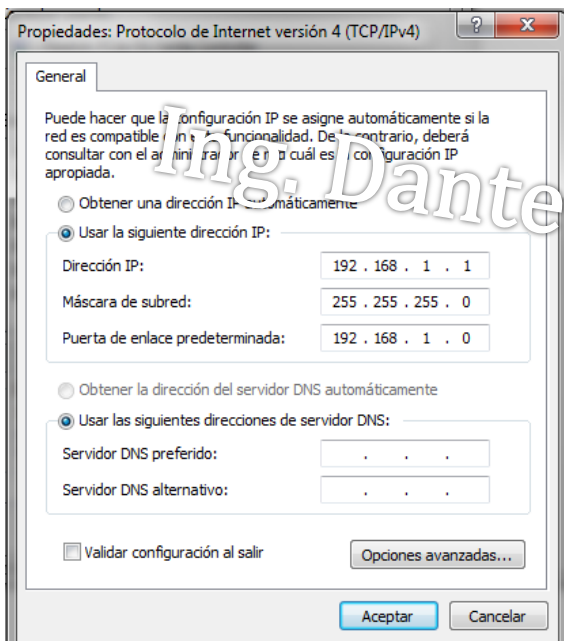 Propiedades: Protocolo de Internet versión 4 (TCP/IPv4)
General
Puede hacer que la configuración IP se asigne automáticamente si la
red es compatible con esta funcionalidad. De lo contrario, deberá
consultar con el administrador de red cuál es la configuración IP
apropiada.
Obtener una dirección IP automáticamente
Usar la siguiente dirección IP:
Dirección IP: 192 . 168 . 1 . 1
Máscara de subred: 255 . 255 . 255 . 0
Puerta de enlace predeterminada: 192 . 168 . 1 . 0
Obtener la dirección del servidor DNS automáticamente
Usar las siguientes direcciones de servidor DNS:
Servidor DNS preferido: . . .
Servidor DNS alternativo: . . .
Validar configuración al salir
Opciones avanzadas...
Aceptar Cancelar
Ing. Dante